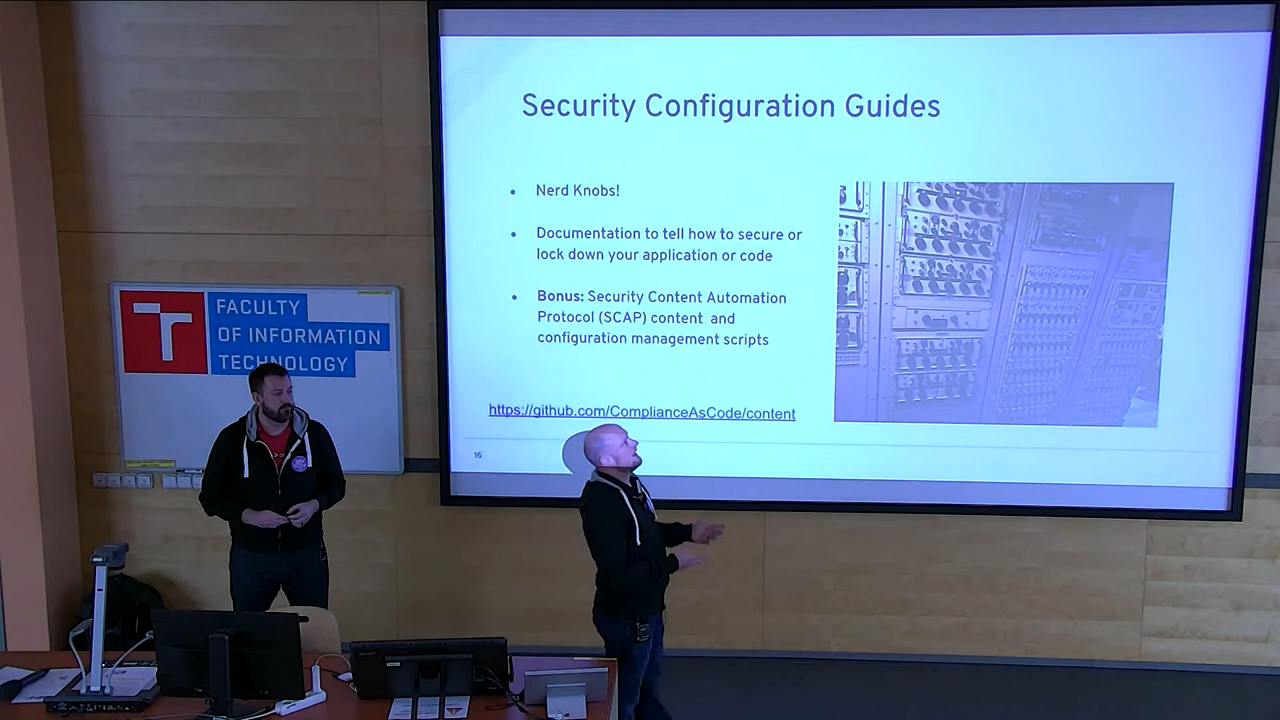 Security Configuration Guides
Nerd Knobs!
Documentation to tell how to secure or
lock down your application or code
Bonus: Security Content Automation
Protocol (SCAP) content and
configuration management scripts
https://github.com/ComplianceAsCode/content
16
FACULTY
OF INFORMATION
TECHNOLOGY